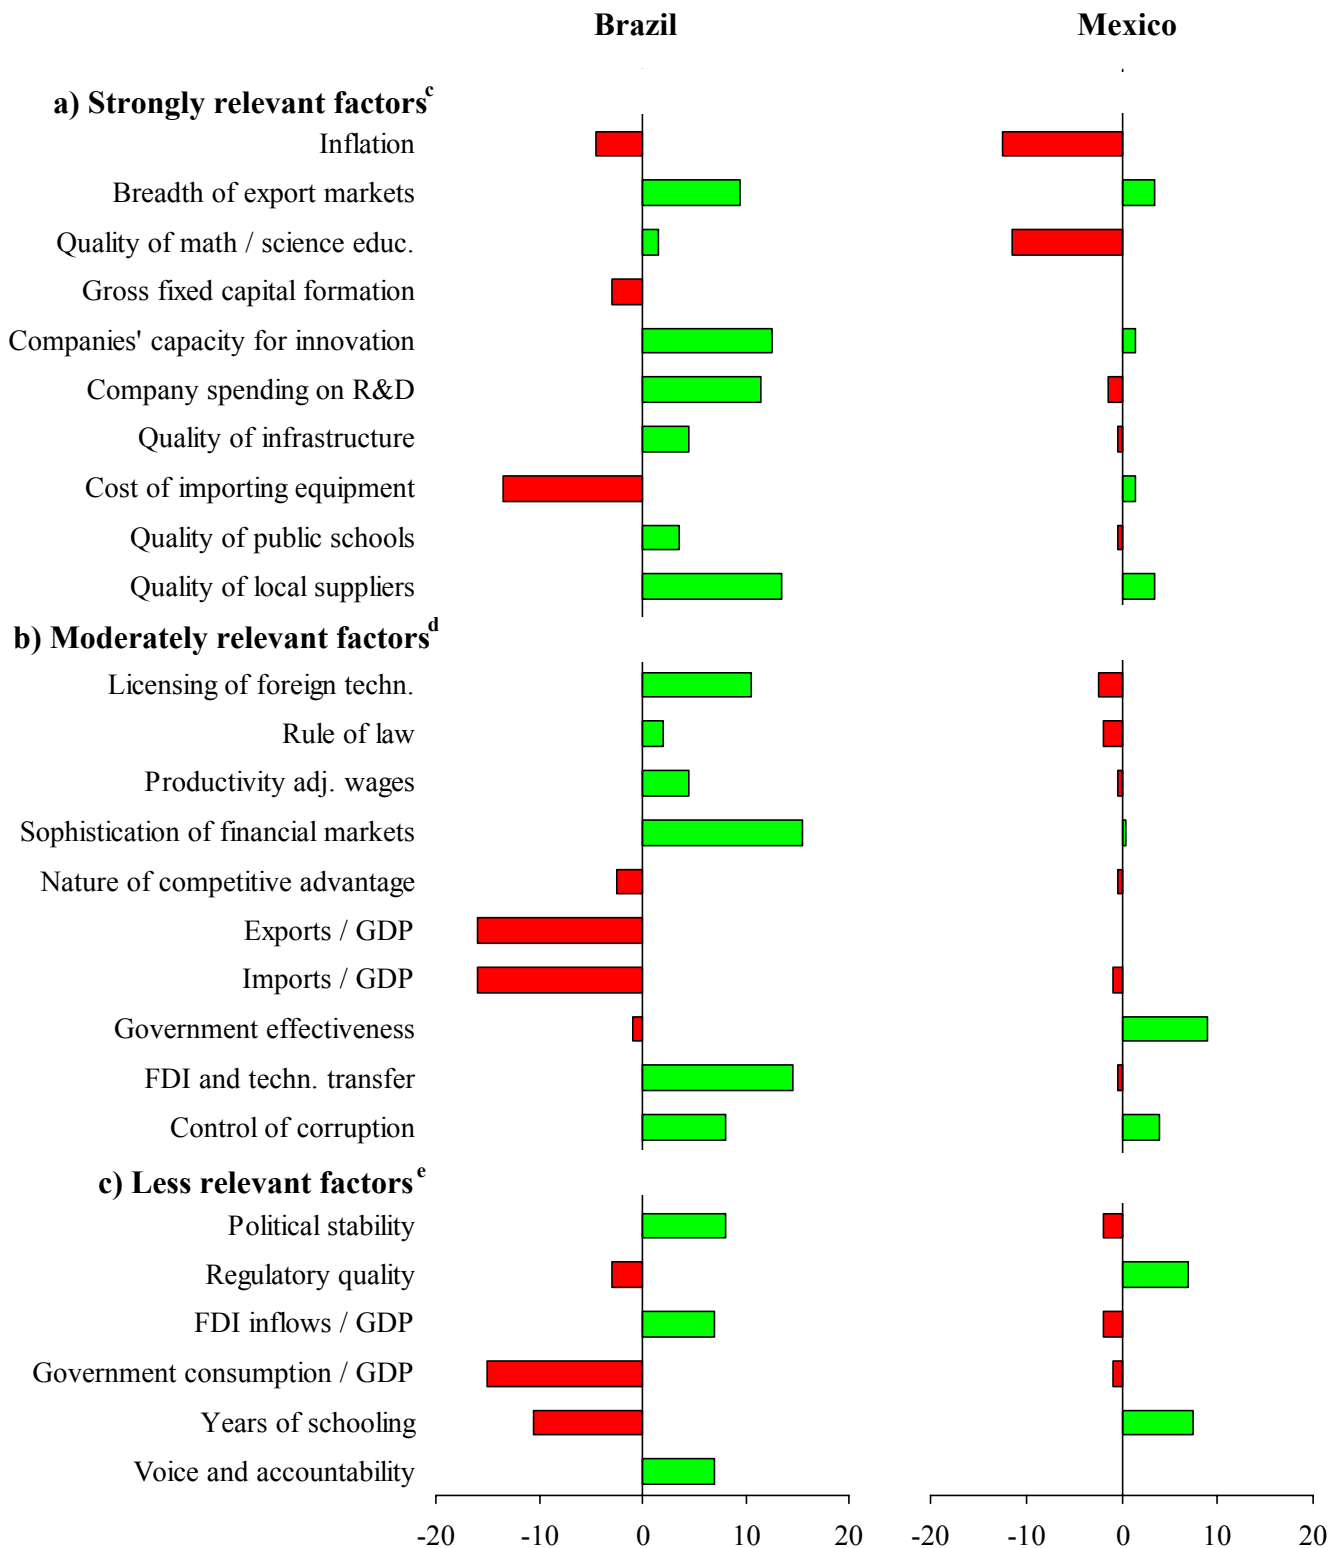 Brazil Mexico
a) Strongly relevant factorsc
Inflation
Breadth of export markets
Quality of math / science educ.
Gross fixed capital formation
Companies' capacity for innovation
Company spending on R&D
Quality of infrastructure
Cost of importing equipment
Quality of public schools
Quality of local suppliers
b) Moderately relevant factorsd
Licensing of foreign techn.
Rule of law
Productivity adj. wages
Sophistication of financial markets
Nature of competitive advantage
Exports / GDP
Imports / GDP
Government effectiveness
FDI and techn. transfer
Control of corruption
c) Less relevant factorse
Political stability
Regulatory quality
FDI inflows / GDP
Government consumption / GDP
Years of schooling
Voice and accountability
-20 -10 0 10 20 -20 -10 0 10 20